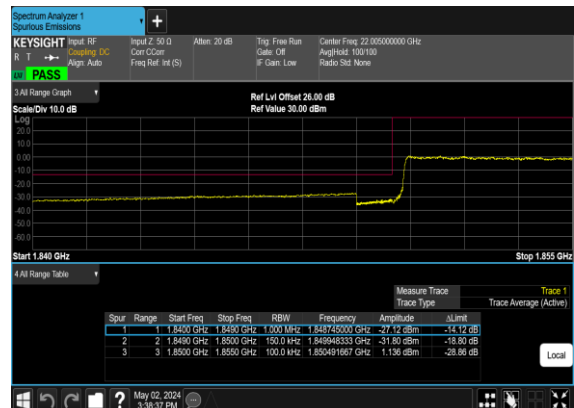 Spectrum Analyzer 1
Spurious Emissions
KEYSIGHT Input: RF Input Z: 50 Ω Atten: 20 dB Trig: Free Run Center Freq: 22.005000000 GHz
R T Coupling: DC Corr CCorr Gate: Off Avg|Hold: 100/100
Align: Auto Freq Ref: Int (S) IF Gain: Low Radio Std: None
PASS
3 All Range Graph
Ref Lvl Offset 26.00 dB
Scale/Div 10.0 dB Ref Value 30.00 dBm
Log
20.0
10.0
0.00
-10.0
-20.0
-30.0
-40.0
-50.0
-60.0
Start 1.840 GHz Stop 1.855 GHz
4 All Range Table
Measure Trace Trace 1
Trace Type Trace Average (Active)
Spur Range Start Freq Stop Freq RBW Frequency Amplitude ΔLimit
1 1 1.8400 GHz 1.8490 GHz 1.000 MHz 1.848745000 GHz -27.12 dBm -14.12 dB
2 2 1.8490 GHz 1.8500 GHz 150.0 kHz 1.849948333 GHz -31.80 dBm -18.80 dB
3 3 1.8500 GHz 1.8550 GHz 100.0 kHz 1.850491667 GHz 1.136 dBm -28.86 dB
Local
May 02, 2024
3:38:37 PM